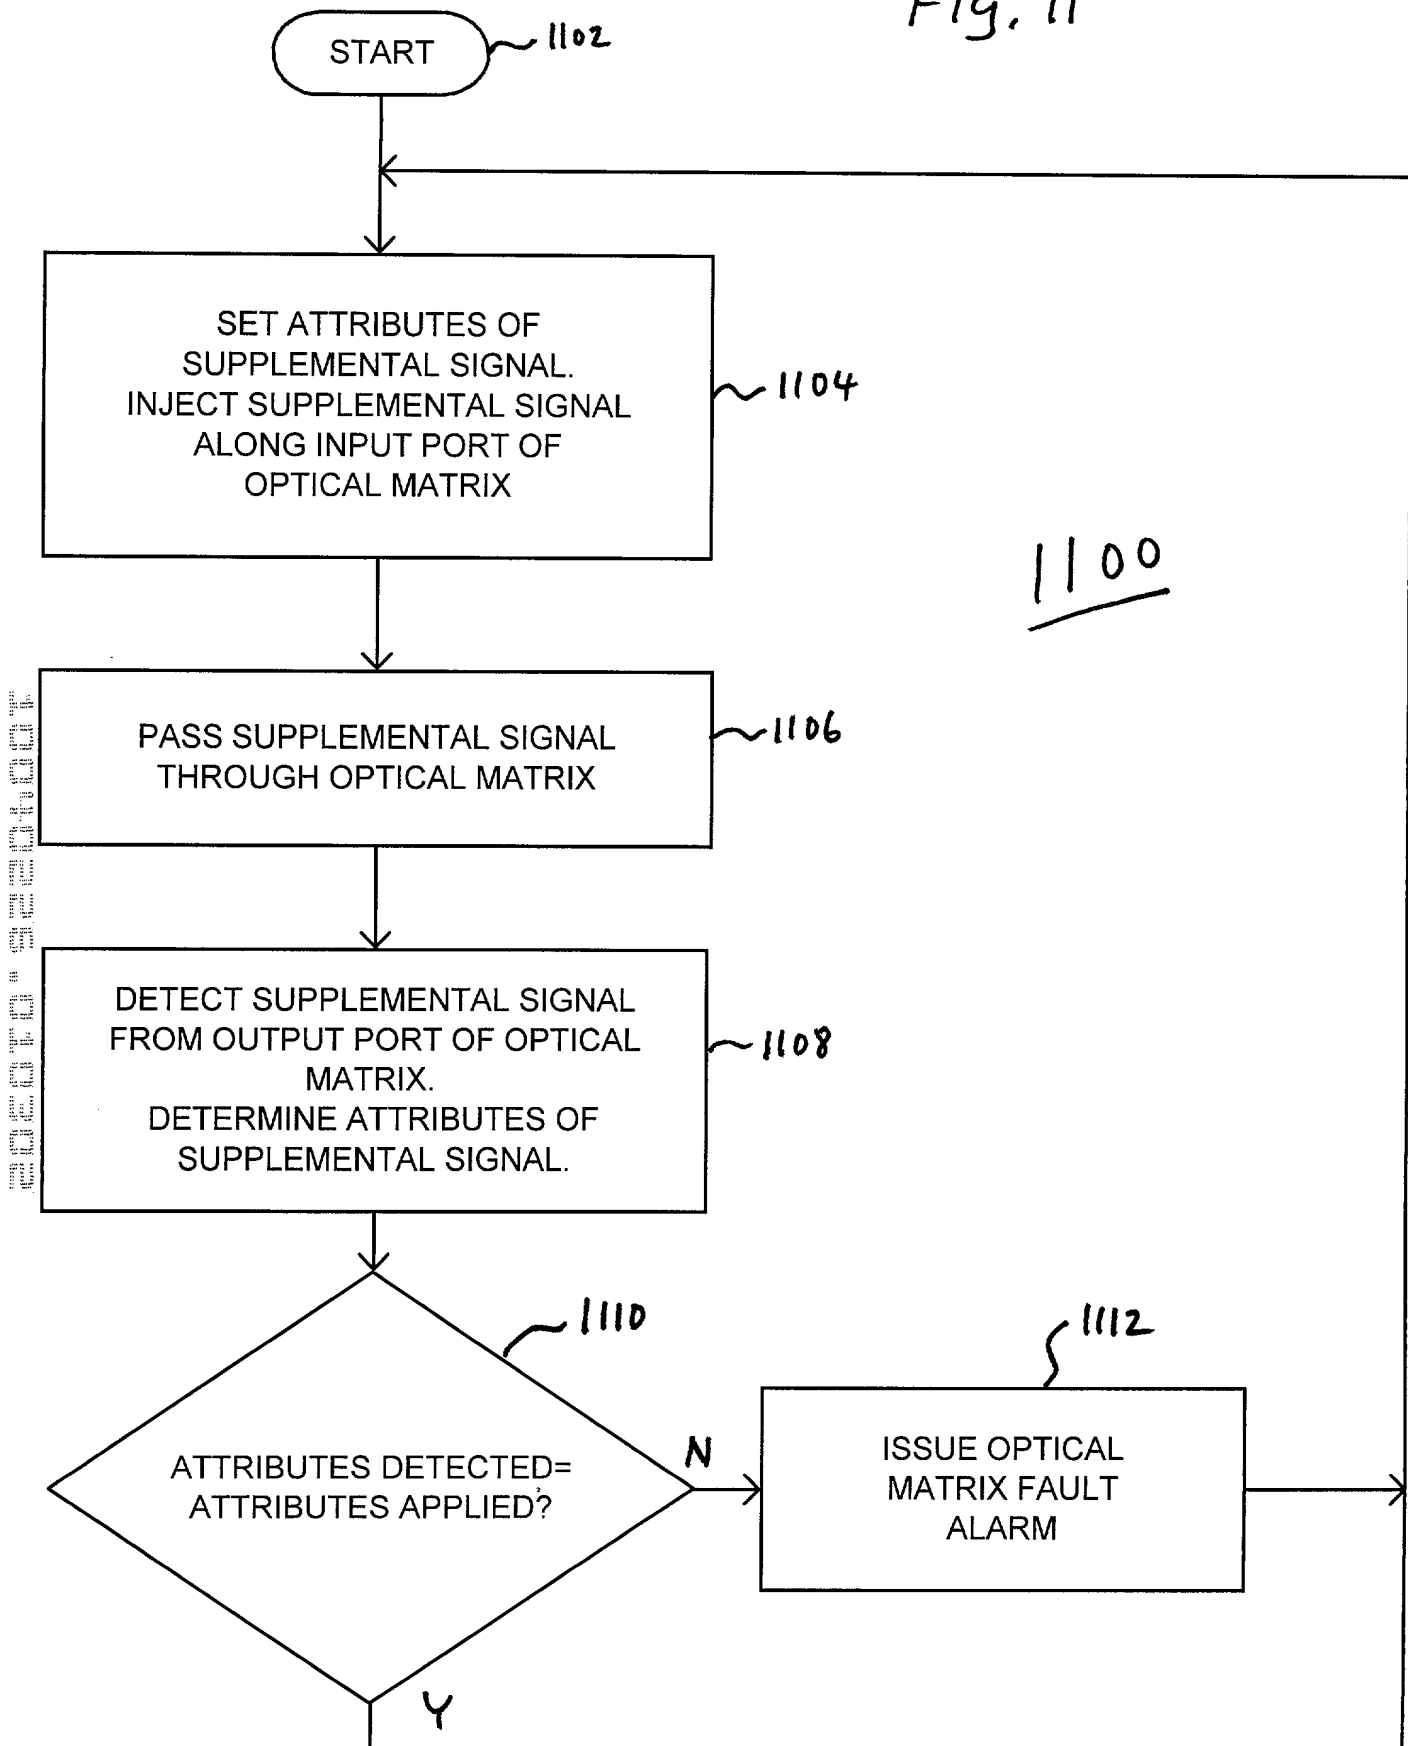 Fig. 11
START
1102
SET ATTRIBUTES OF
SUPPLEMENTAL SIGNAL.
INJECT SUPPLEMENTAL SIGNAL
ALONG INPUT PORT OF
OPTICAL MATRIX
1104
1100
PASS SUPPLEMENTAL SIGNAL
THROUGH OPTICAL MATRIX
1106
DETECT SUPPLEMENTAL SIGNAL
FROM OUTPUT PORT OF OPTICAL
MATRIX.
DETERMINE ATTRIBUTES OF
SUPPLEMENTAL SIGNAL.
1108
1110
ATTRIBUTES DETECTED=
ATTRIBUTES APPLIED?
N
1112
ISSUE OPTICAL
MATRIX FAULT
ALARM
Y